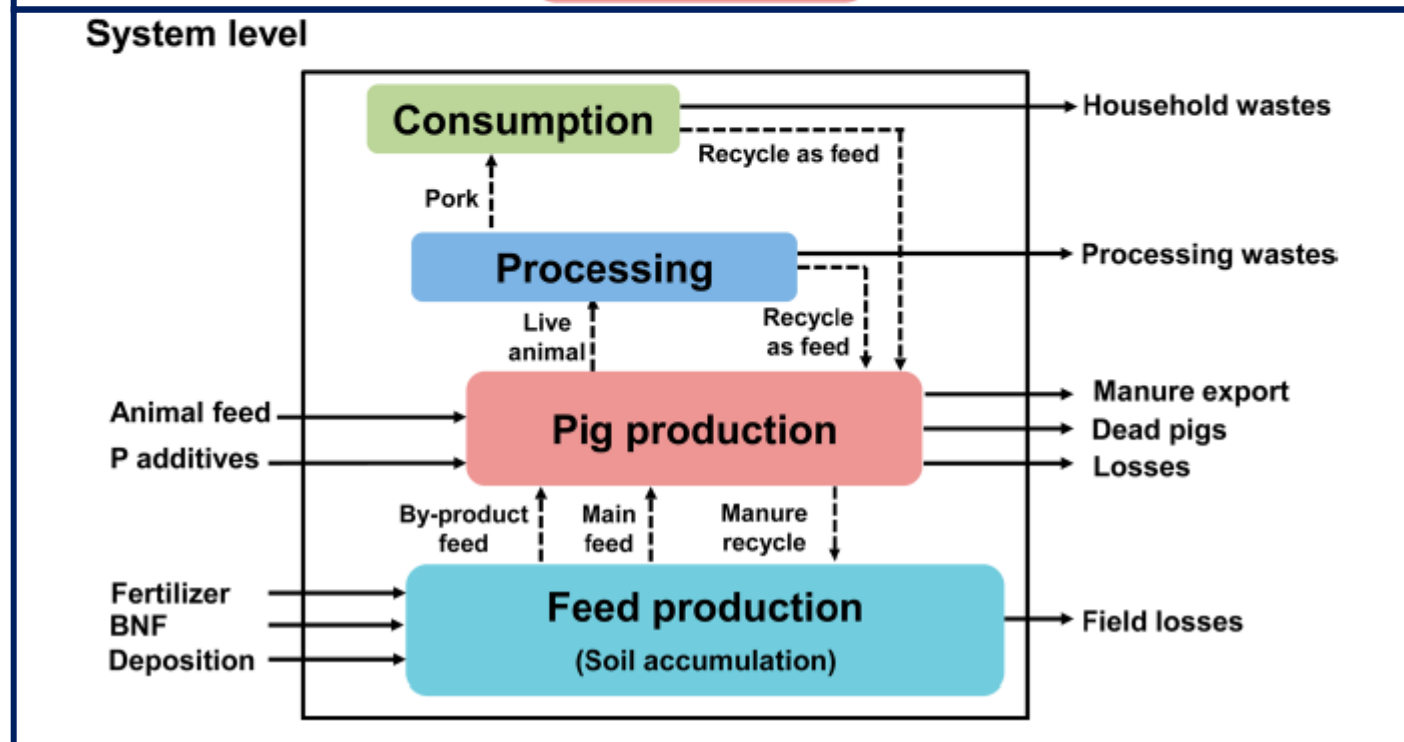 System level
Consumption
Household wastes
Recycle as feed
Pork
Processing
Processing wastes
Live
animal
Recycle
as feed
Animal feed
P additives
Pig production
Manure export
Dead pigs
Losses
By-product
feed
Main
feed
Manure
recycle
Fertilizer
BNF
Deposition
Feed production
(Soil accumulation)
Field losses